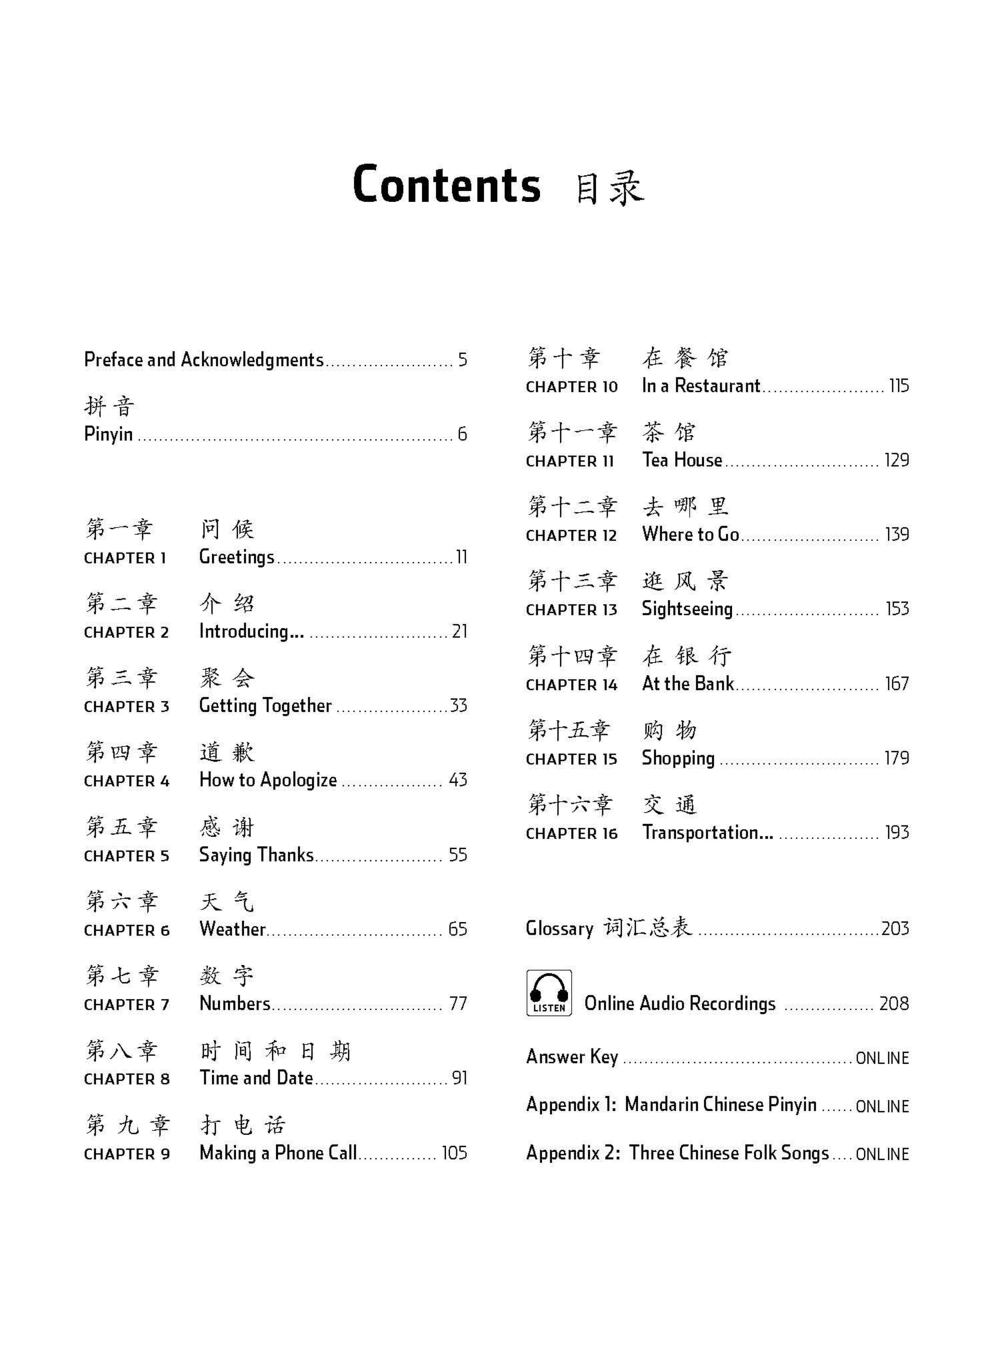 Contents 目录
Preface and Acknowledgments........................ 5
拼音
Pinyin ............................................................ 6
第一章 问候
CHAPTER 1 Greetings.................................11
第二章 介绍
CHAPTER 2 Introducing... .......................... 21
第三章 聚会
CHAPTER 3 Getting Together .....................33
第四章 道歉
CHAPTER 4 How to Apologize ................... 43
第五章 感谢
CHAPTER 5 Saying Thanks........................ 55
第六章 天气
CHAPTER 6 Weather................................. 65
第七章 数字
CHAPTER 7 Numbers................................ 77
第八章 时间和日期
CHAPTER 8 Time and Date......................... 91
第九章 打电话
CHAPTER 9 Making a Phone Call............... 105
第十章 在餐馆
CHAPTER 10 In a Restaurant....................... 115
第十一章 茶馆
CHAPTER 11 Tea House............................. 129
第十二章 去哪里
CHAPTER 12 Where to Go.......................... 139
第十三章 逛风景
CHAPTER 13 Sightseeing........................... 153
第十四章 在银行
CHAPTER 14 At the Bank........................... 167
第十五章 购物
CHAPTER 15 Shopping .............................. 179
第十六章 交通
CHAPTER 16 Transportation... ................... 193
Glossary 词汇总表 ..................................203
LISTEN Online Audio Recordings ................. 208
Answer Key ...........................................ONLINE
Appendix 1: Mandarin Chinese Pinyin ......ONLINE
Appendix 2: Three Chinese Folk Songs....ONLINE